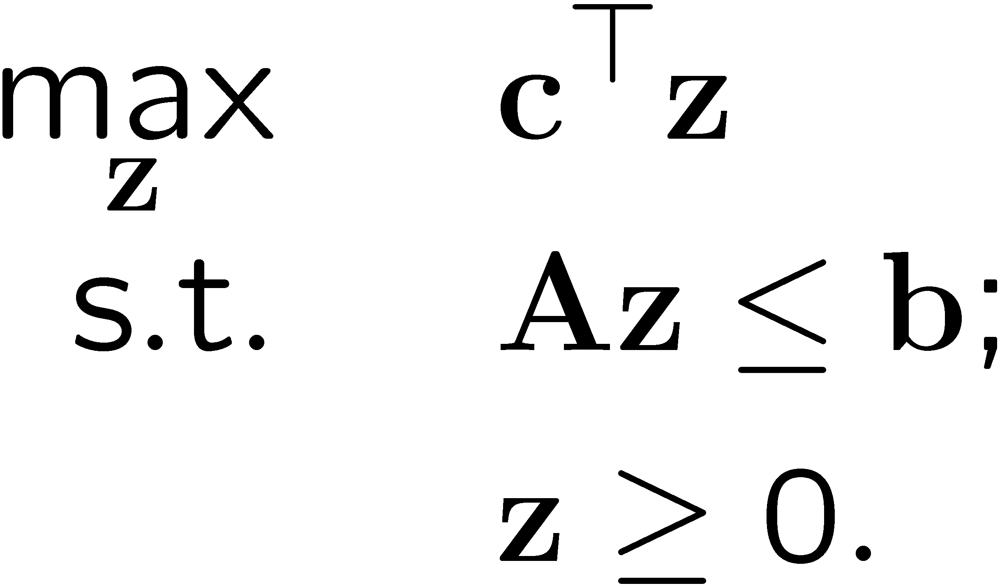 max c⊤z
z
s.t. Az ≤ b;
z ≥ 0.